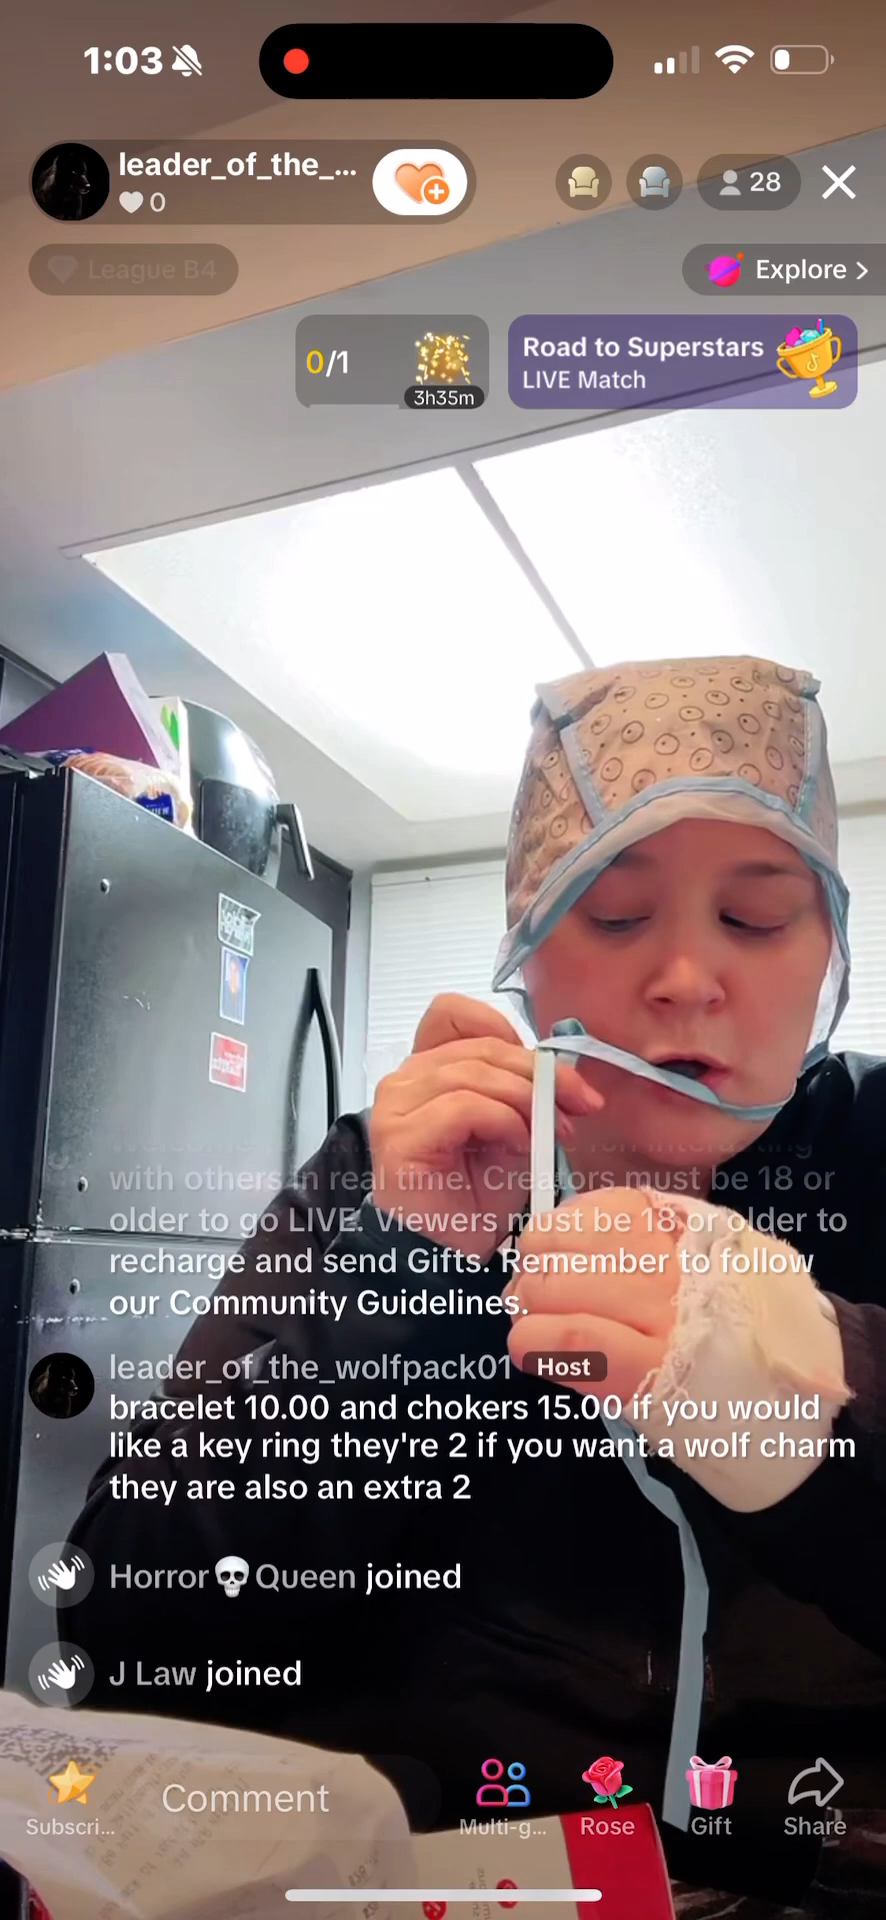 1:03
leader_of_the_...
0
28
League B4
Explore >
0/1
3h35m
Road to Superstars
LIVE Match
with others in real time. Creators must be 18 or
older to go LIVE. Viewers must be 18 or older to
recharge and send Gifts. Remember to follow
our Community Guidelines.
leader_of_the_wolfpack01 Host
bracelet 10.00 and chokers 15.00 if you would
like a key ring they're 2 if you want a wolf charm
they are also an extra 2
Horror💀Queen joined
J Law joined
Comment
Subscri...
Multi-g...
Rose
Gift
Share